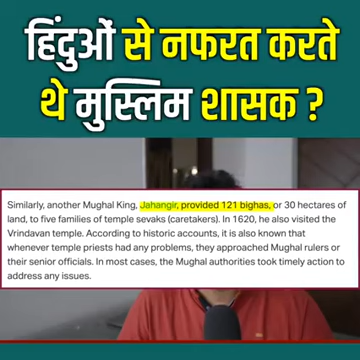 हिंदुओं से नफरत करते
थे मुस्लिम शासक ?
Similarly, another Mughal King, Jahangir, provided 121 bighas, or 30 hectares of
land, to five families of temple sevaks (caretakers). In 1620, he also visited the
Vrindavan temple. According to historic accounts, it is also known that
whenever temple priests had any problems, they approached Mughal rulers or
their senior officials. In most cases, the Mughal authorities took timely action to
address any issues.